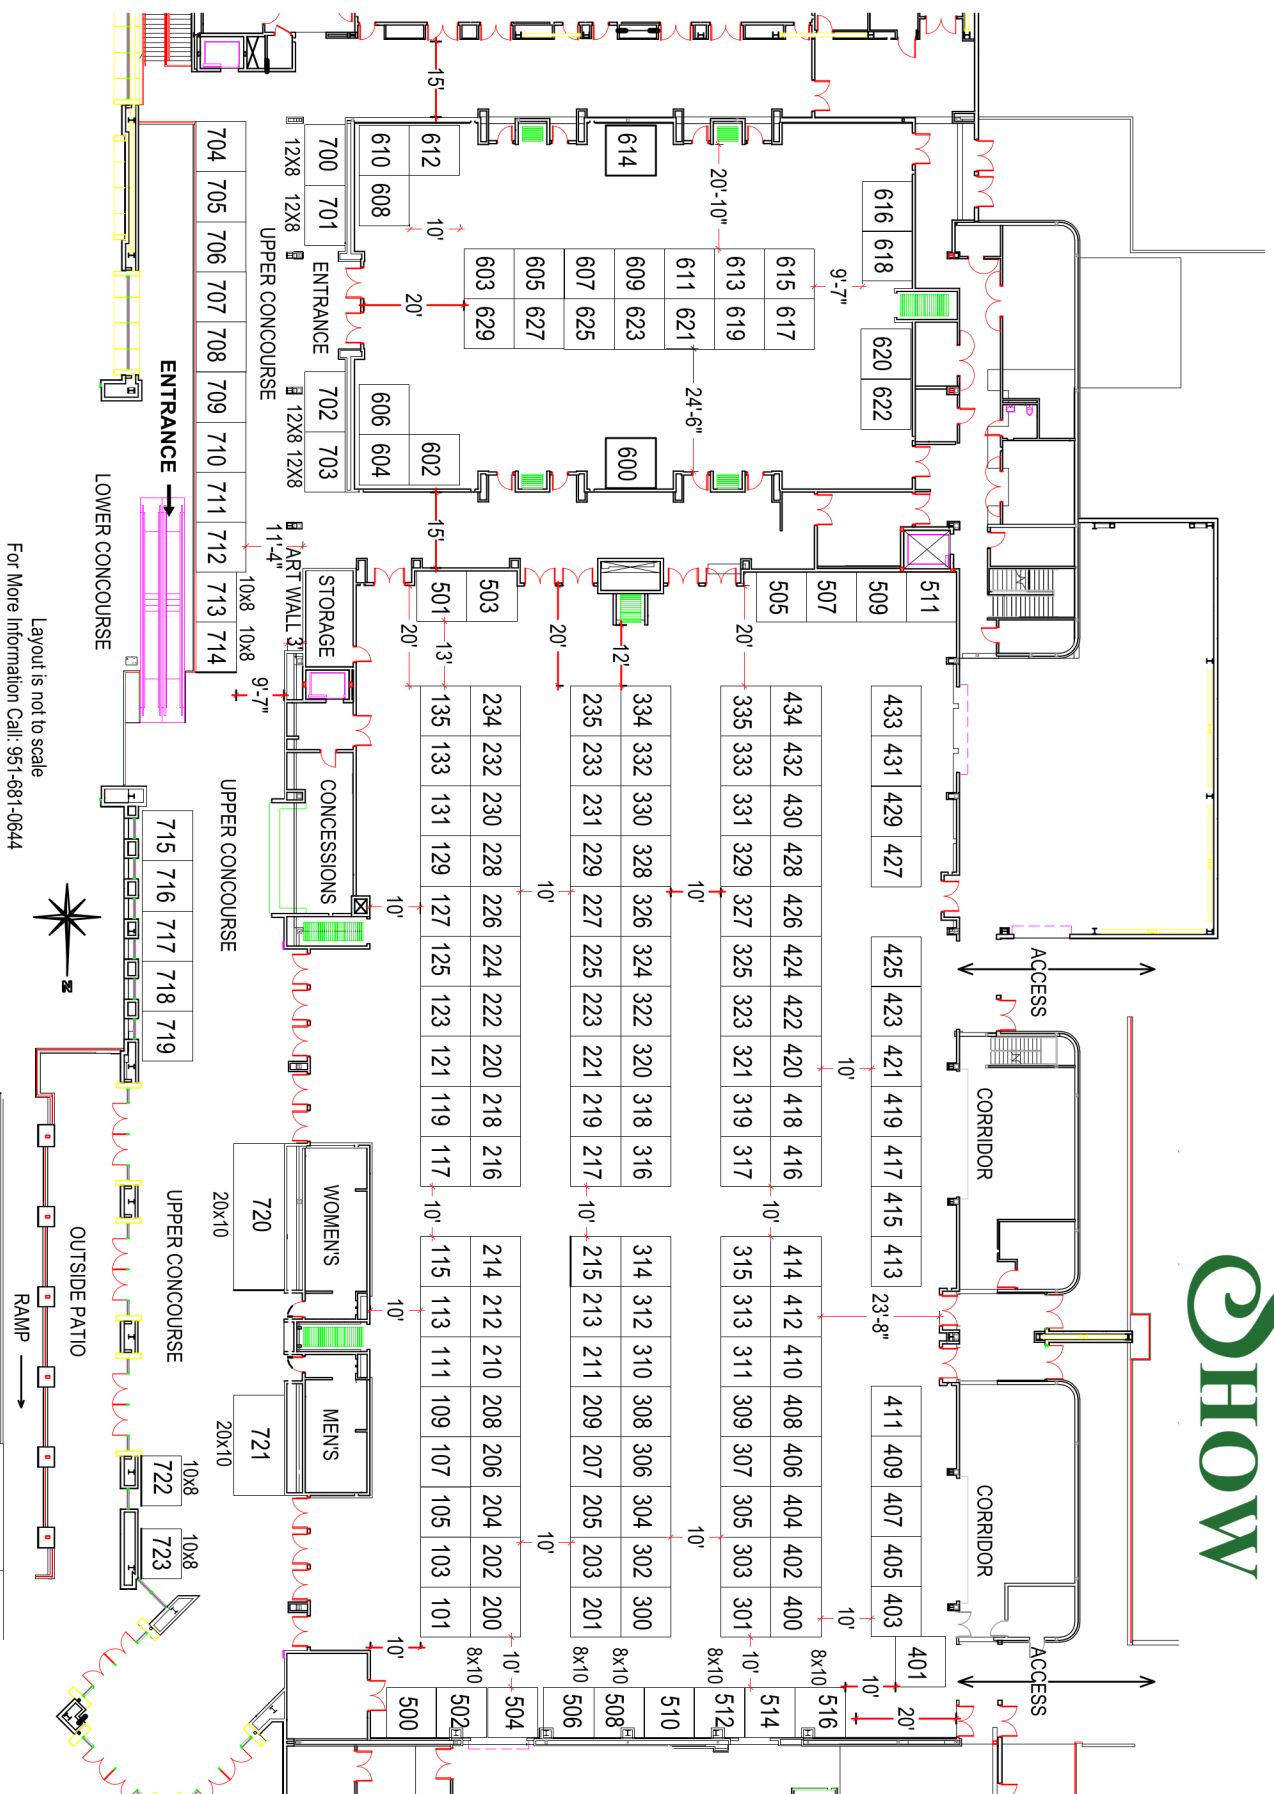 SHOW
ACCESS ACCESS
CORRIDOR CORRIDOR
511 401
20'
616 618 620 622 509 433 431 429 427 425 423 421 419 417 415 413 23'-8" 411 409 407 405 403 10'
9'-7" 507 10' 10' 8x10 516
615 617 505 434 432 430 428 426 424 422 420 418 416 10' 414 412 410 408 406 404 402 400 514
613 619 20' 335 333 331 329 327 325 323 321 319 317 315 313 311 309 307 305 303 301 10'
20'-10" 8x10 512
611 621 24'-6" 10' 10' 510
614 609 623 600 12' 334 332 330 328 326 324 322 320 318 316 314 312 310 308 306 304 302 300 8x10 508
607 625 235 233 231 229 227 225 223 221 219 217 10' 215 213 211 209 207 205 203 201 8x10 506
605 627 20' 10' 10' 10' 504
603 629 503 234 232 230 228 226 224 222 220 218 216 214 212 210 208 206 204 202 200 8x10 502
15' 612 10' 602 15' 501 13' 135 133 131 129 127 125 123 121 119 117 10' 115 113 111 109 107 105 103 101
20' 20' 10' 10' 10' 500
610 608 606 604
700 701 ENTRANCE 702 703 STORAGE CONCESSIONS WOMEN'S MEN'S
12X8 12X8 12X8 12X8 ART WALL 3'
UPPER CONCOURSE 11'-4" 9'-7" 720 721
10x8 10x8 UPPER CONCOURSE 20x10 20x10
704 705 706 707 708 709 710 711 712 713 714
10x8 10x8
ENTRANCE 715 716 717 718 719 UPPER CONCOURSE 722 723
LOWER CONCOURSE
N OUTSIDE PATIO
Layout is not to scale RAMP
For More Information Call: 951-681-0644